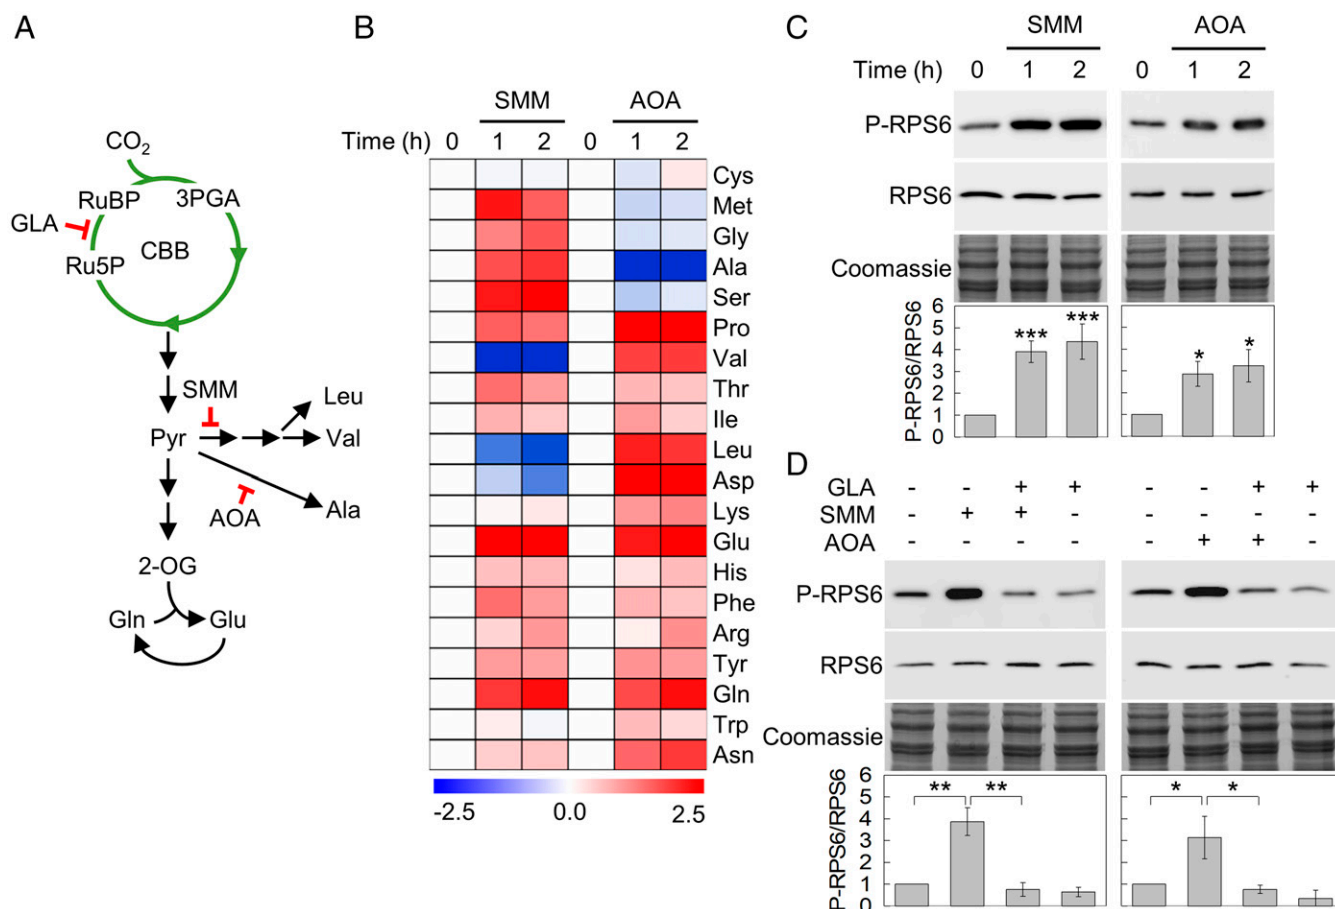 A
CO2
RuBP
3PGA
GLA
CBB
Ru5P
SMM
Leu
Pyr
Val
AOA
Ala
2-OG
Gln
Glu
B
SMM
AOA
Time (h)
0
1
2
0
1
2
Cys
Met
Gly
Ala
Ser
Pro
Val
Thr
Ile
Leu
Asp
Lys
Glu
His
Phe
Arg
Tyr
Gln
Trp
Asn
-2.5
0.0
2.5
C
SMM
AOA
Time (h)
0
1
2
0
1
2
P-RPS6
RPS6
Coomassie
P-RPS6/RPS6
6
5
4
3
2
1
0
***
***
*
*
D
GLA - - + + - - + +
SMM - + + - 
AOA - + + -
P-RPS6
RPS6
Coomassie
P-RPS6/RPS6
6
5
4
3
2
1
0
**
**
*
*